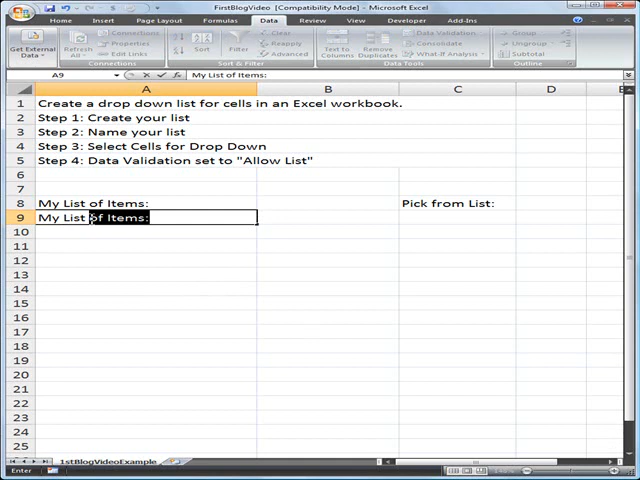 FirstBlogVideo [Compatibility Mode] - Microsoft Excel
Home Insert Page Layout Formulas Data Review View Developer Add-Ins
Get External Data
Refresh All
Connections
Properties
Edit Links
Connections
Sort
Filter
Clear
Reapply
Advanced
Sort & Filter
Text to Columns
Remove Duplicates
Data Validation
Consolidate
What-If Analysis
Data Tools
Group
Ungroup
Subtotal
Outline
A9 My List of Items:
A B C D E
1 Create a drop down list for cells in an Excel workbook.
2 Step 1: Create your list
3 Step 2: Name your list
4 Step 3: Select Cells for Drop Down
5 Step 4: Data Validation set to "Allow List"
6
7
8 My List of Items: Pick from List:
9 My List of Items:
10
11
12
13
14
15
16
17
18
19
20
21
22
23
24
25
1stBlogVideoExample
Enter